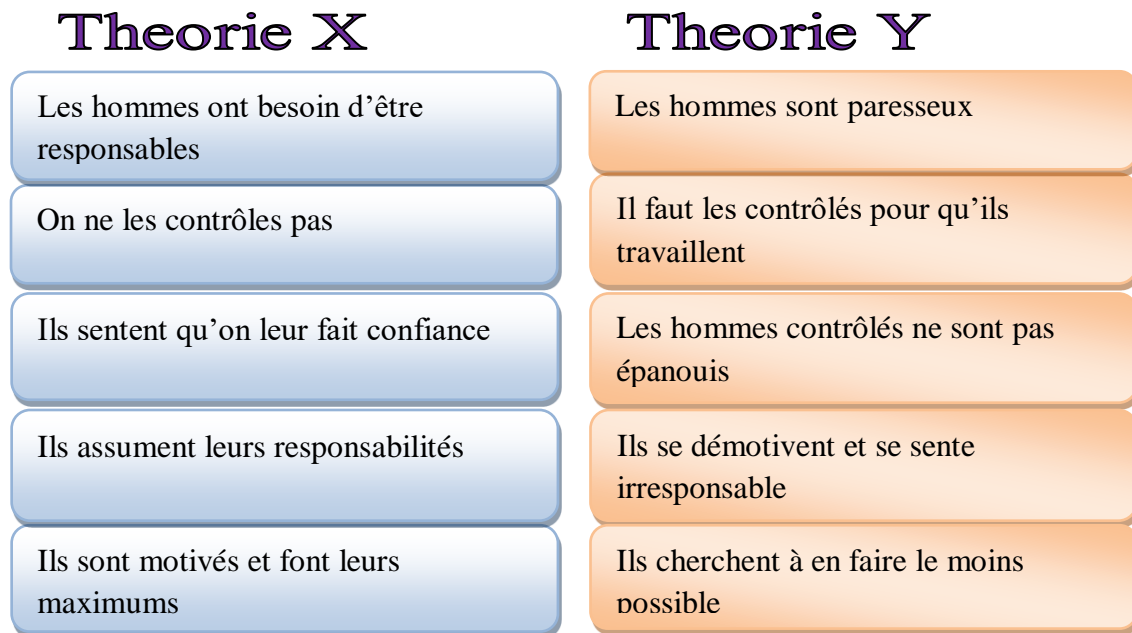 Theorie X
Les hommes ont besoin d’être
responsables
On ne les contrôles pas
Ils sentent qu’on leur fait confiance
Ils assument leurs responsabilités
Ils sont motivés et font leurs
maximums
Theorie Y
Les hommes sont paresseux
Il faut les contrôlés pour qu’ils
travaillent
Les hommes contrôlés ne sont pas
épanouis
Ils se démotivent et se sente
irresponsable
Ils cherchent à en faire le moins
possible